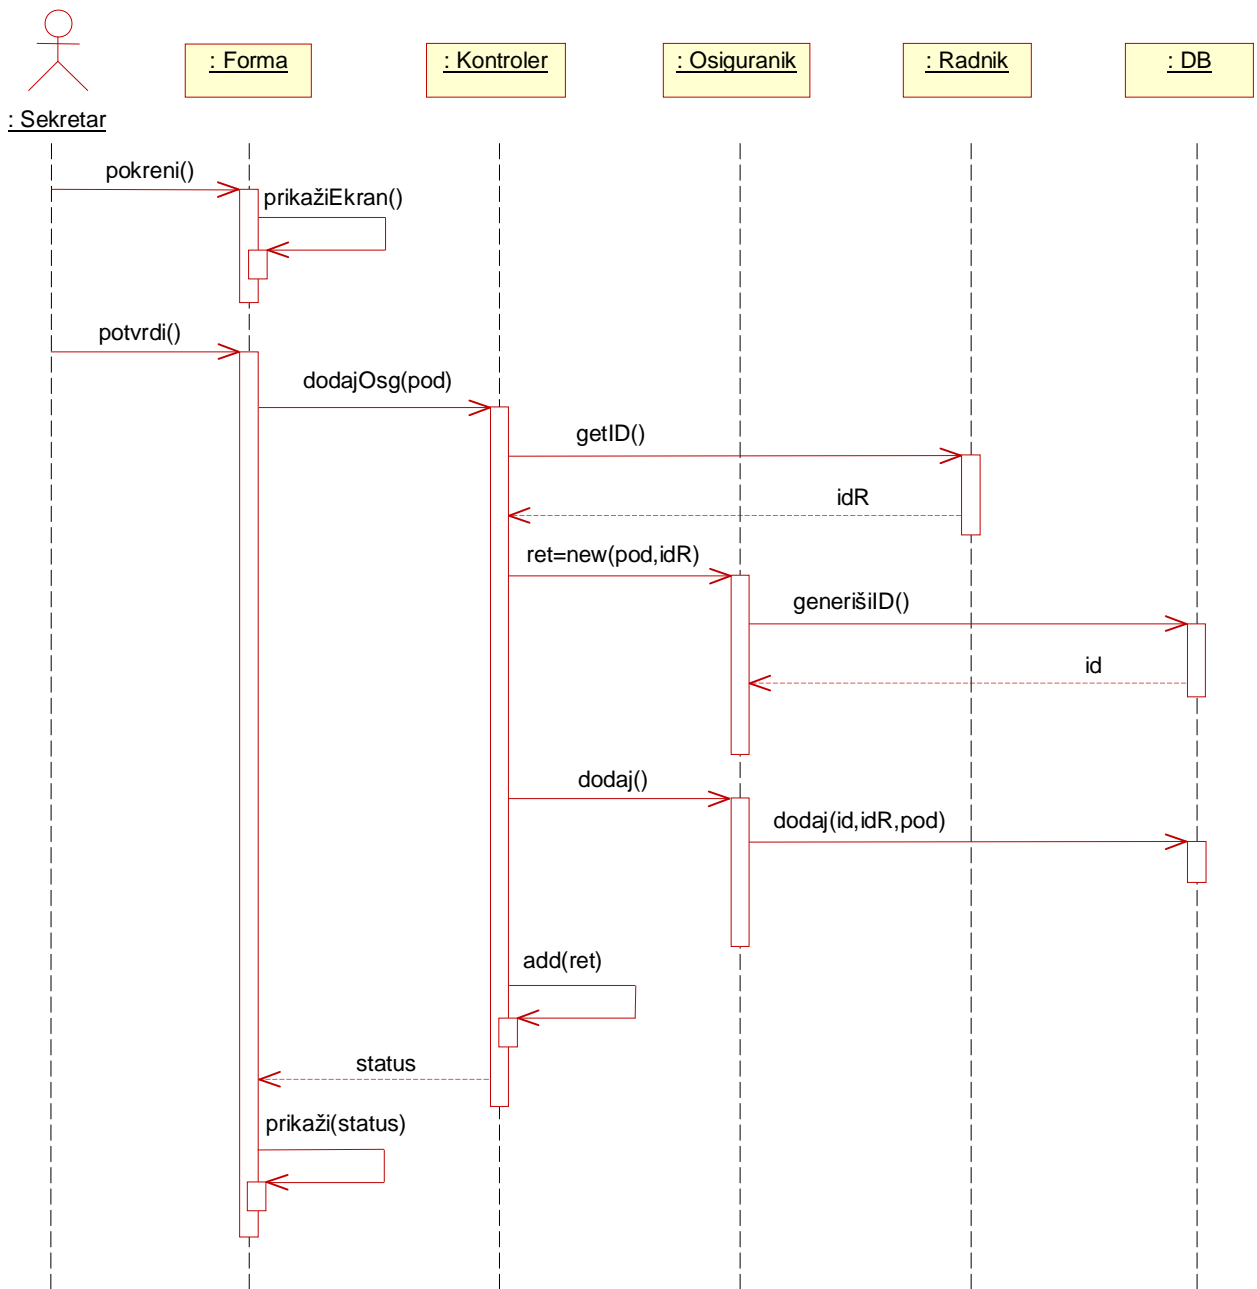 : Forma
: Kontroler
: Osiguranik
: Radnik
: DB
: Sekretar
pokreni()
prikažiEkran()
potvrdi()
dodajOsg(pod)
getID()
idR
ret=new(pod,idR)
generišiID()
id
dodaj()
dodaj(id,idR,pod)
add(ret)
status
prikaži(status)